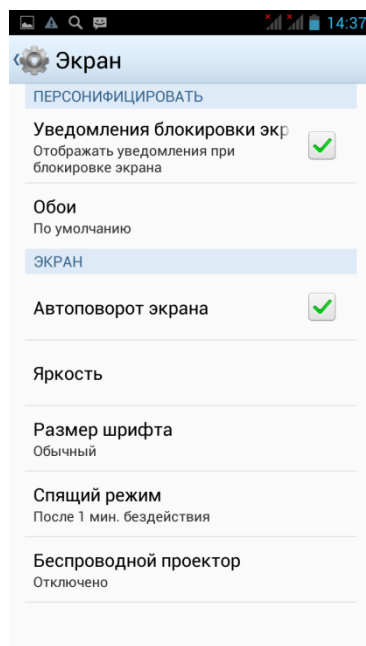 14:37
Экран
ПЕРСОНИФИЦИРОВАТЬ
Уведомления блокировки экр
Отображать уведомления при
блокировке экрана
Обои
По умолчанию
ЭКРАН
Автоповорот экрана
Яркость
Размер шрифта
Обычный
Спящий режим
После 1 мин. бездействия
Беспроводной проектор
Отключено